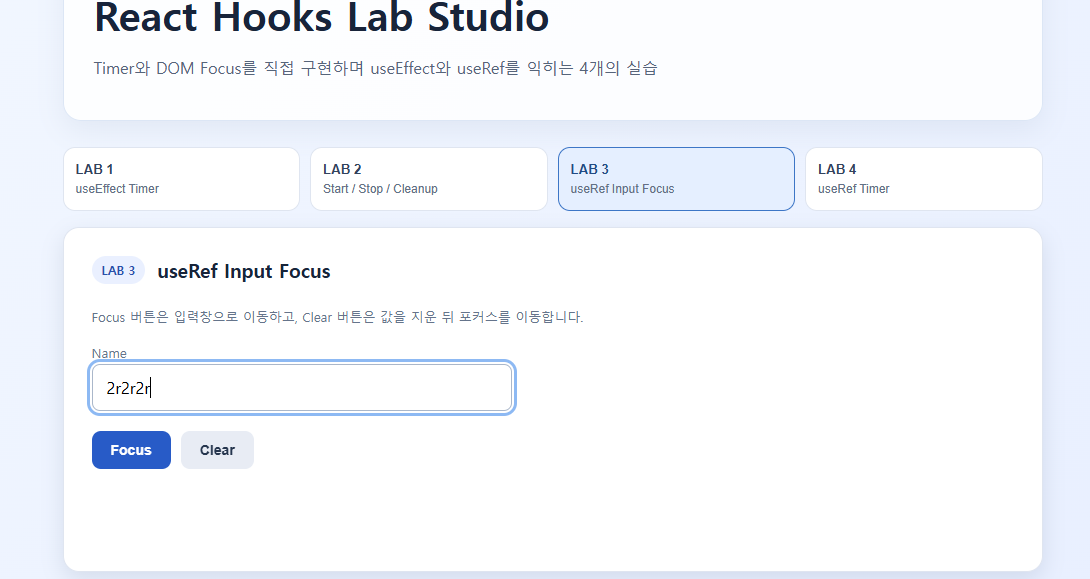 React Hooks Lab Studio
Timer와 DOM Focus를 직접 구현하며 useEffect와 useRef를 익히는 4개의 실습
LAB 1
useEffect Timer
LAB 2
Start / Stop / Cleanup
LAB 3
useRef Input Focus
LAB 4
useRef Timer
LAB 3
useRef Input Focus
Focus 버튼은 입력창으로 이동하고, Clear 버튼은 값을 지운 뒤 포커스를 이동합니다.
Name
2r2r2r
Focus
Clear